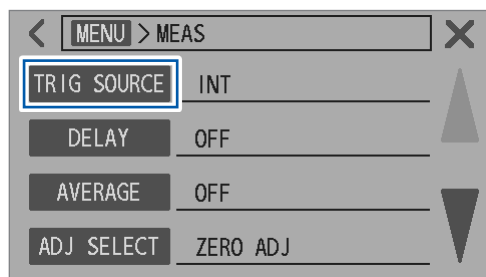 MENU > MEAS
TRIG SOURCE INT
DELAY OFF
AVERAGE OFF
ADJ SELECT ZERO ADJ